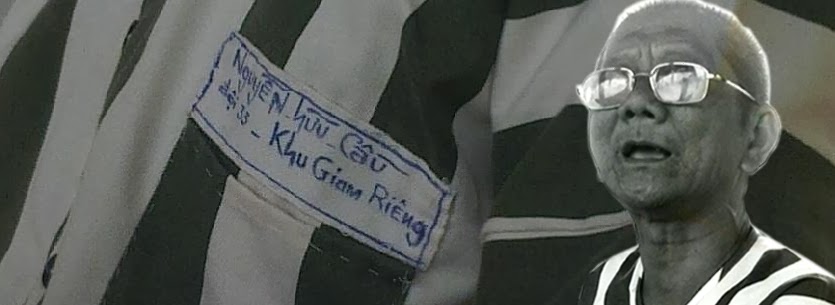 NGUYỄN HỮU Cầu
đội 33 - Khu Giam Riêng